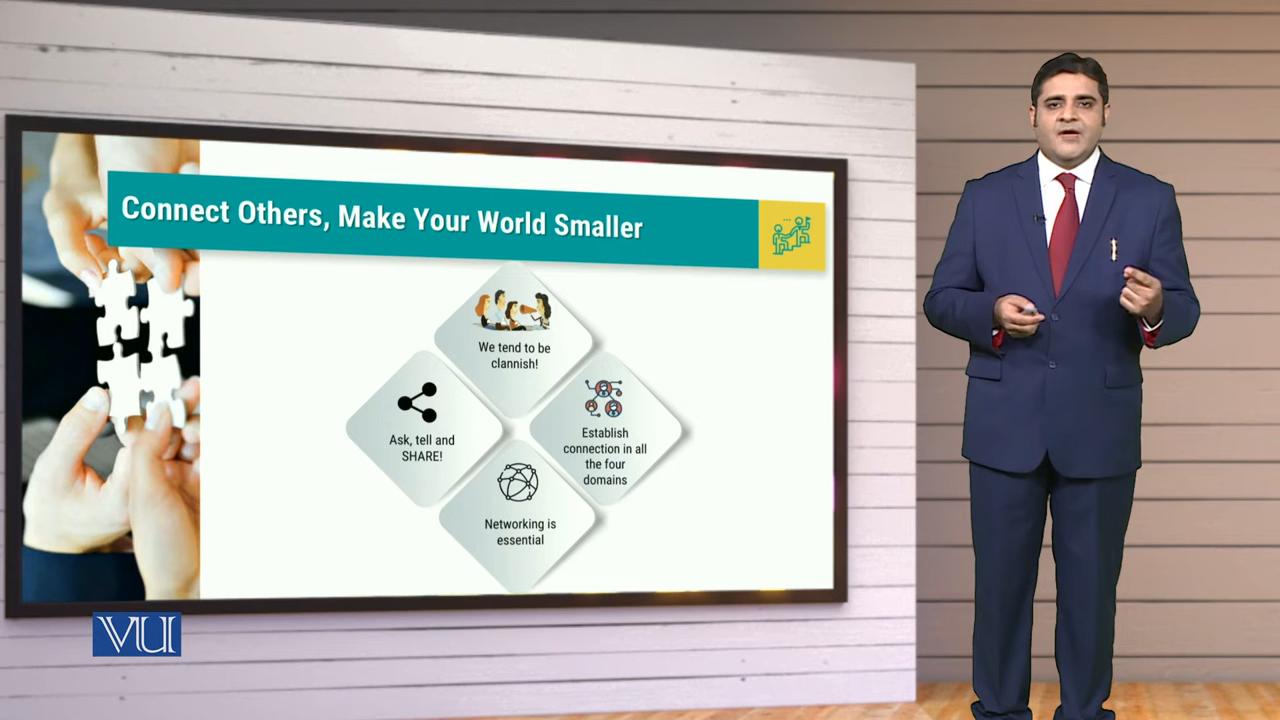 Connect Others, Make Your World Smaller
We tend to be
clannish!
Ask, tell and
SHARE!
Establish
connection in all
the four
domains
Networking is
essential
VU